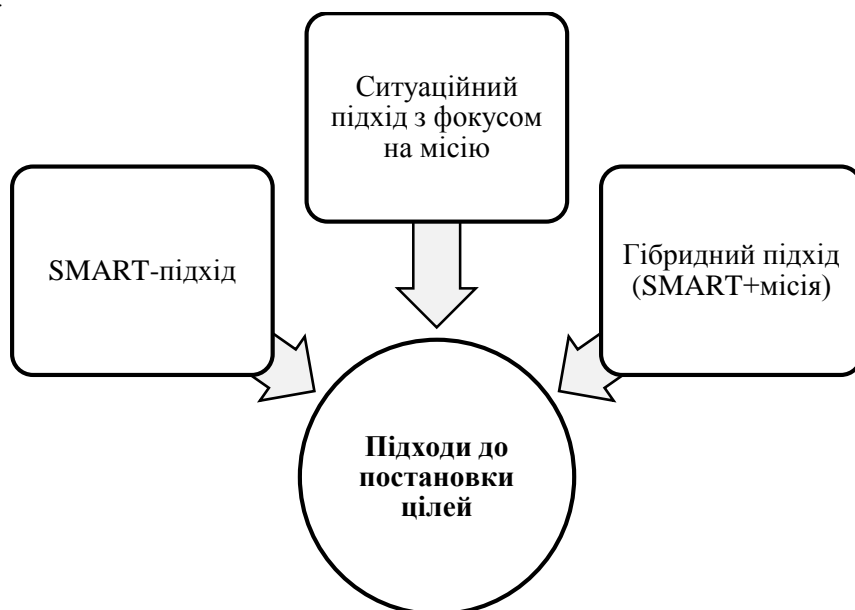 Ситуаційний
підхід з фокусом
на місію
SMART-підхід
Гібридний підхід
(SMART+місія)
Підходи до
постановки
цілей